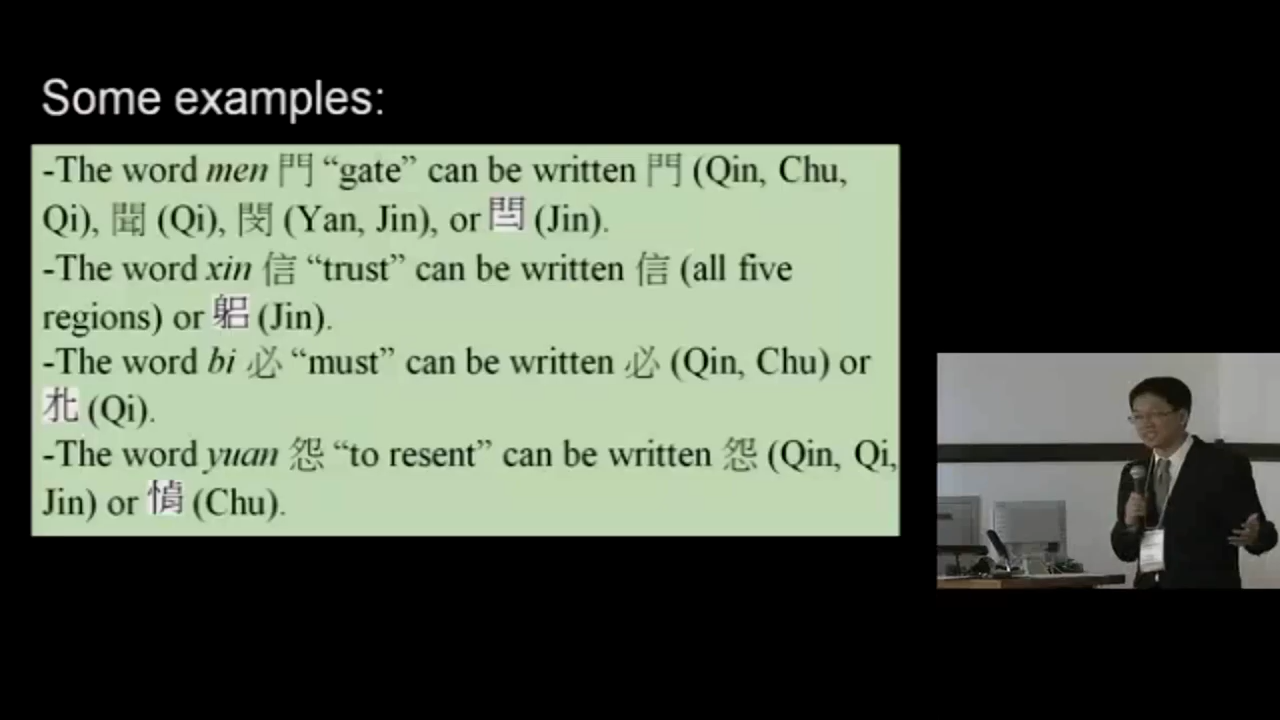 Some examples:
-The word men 門 “gate” can be written 門 (Qin, Chu,
Qi), 聞 (Qi), 閔 (Yan, Jin), or 閆 (Jin).
-The word xin 信 “trust” can be written 信 (all five
regions) or (Jin).
-The word bi 必 “must” can be written 必 (Qin, Chu) or
(Qi).
-The word yuan 怨 “to resent” can be written 怨 (Qin, Qi,
Jin) or (Chu).